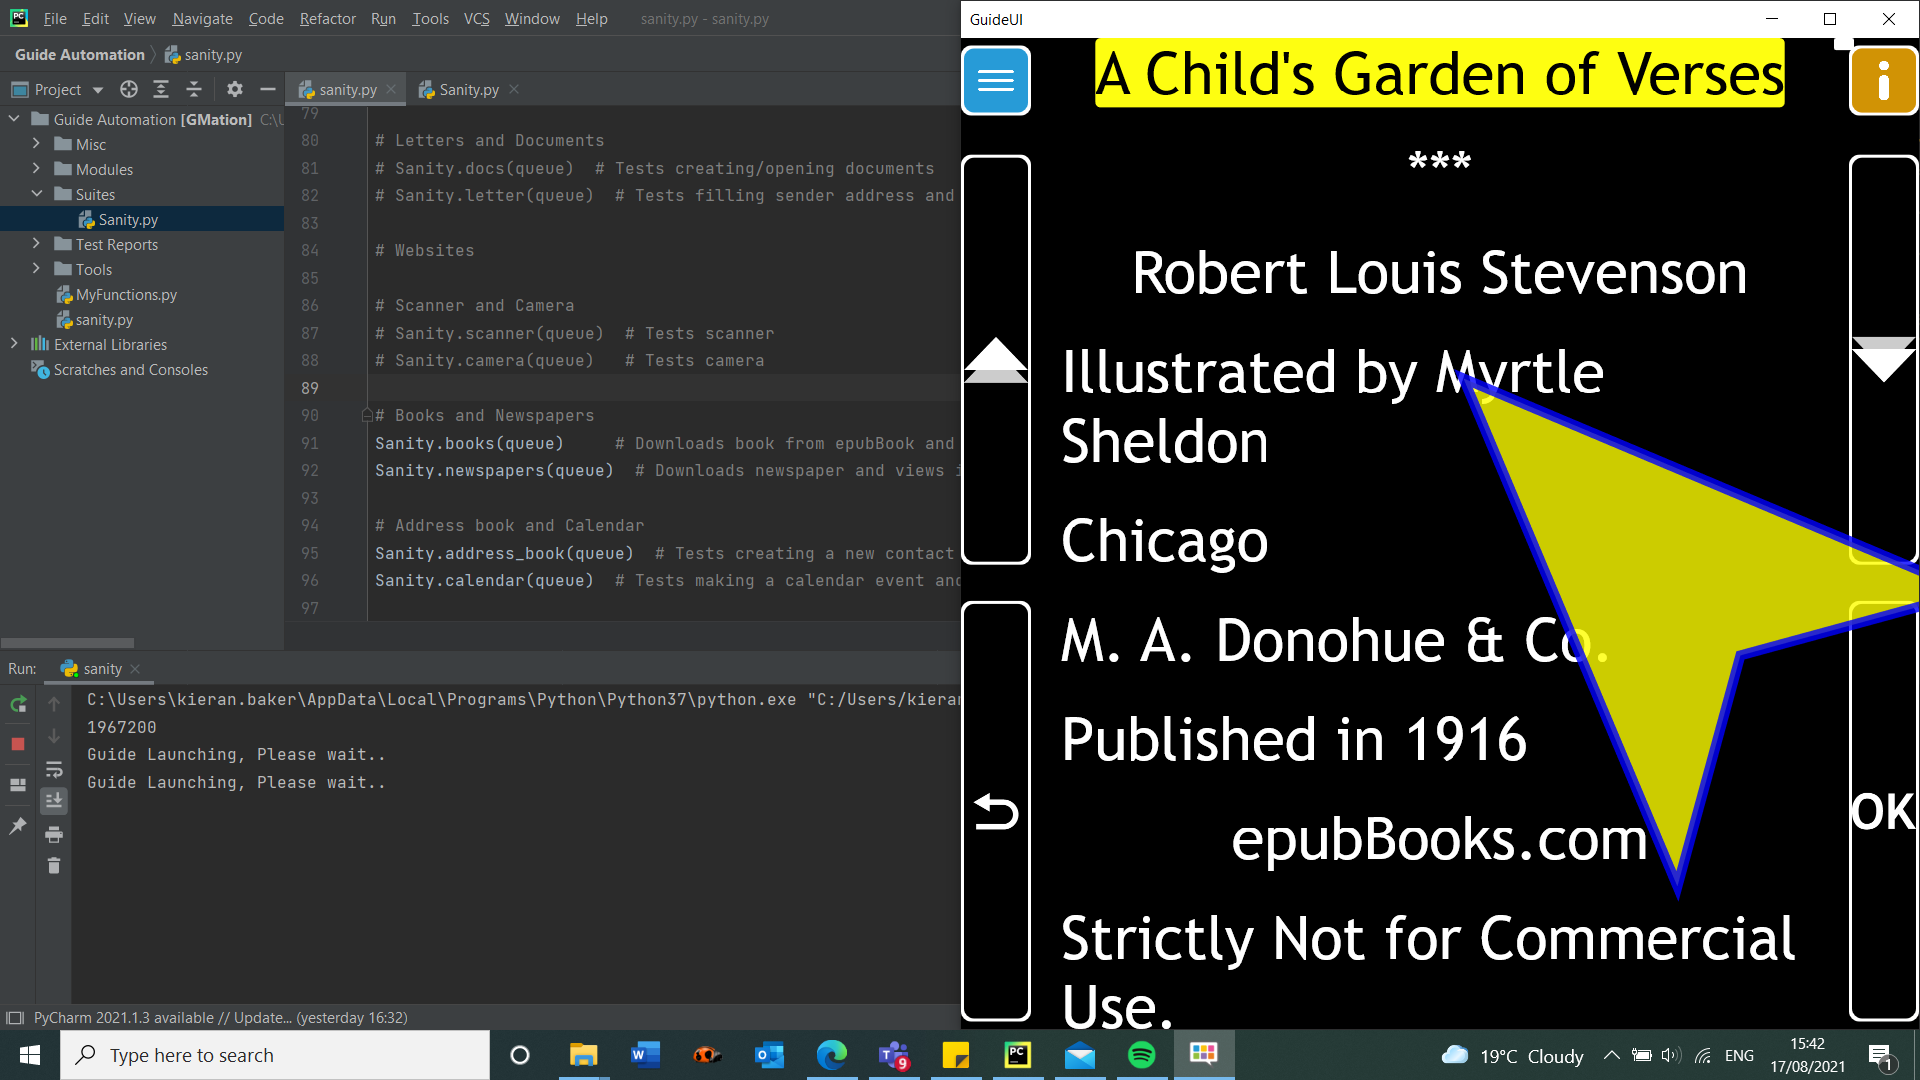 File Edit View Navigate Code Refactor Run Tools VCS Window Help sanity.py - sanity.py
Guide Automation sanity.py
Project
sanity.py
Sanity.py
Guide Automation [GMation] C:\U
Misc
Modules
Suites
Sanity.py
Test Reports
Tools
MyFunctions.py
sanity.py
External Libraries
Scratches and Consoles
79
80 # Letters and Documents
81 # Sanity.docs(queue) # Tests creating/opening documents
82 # Sanity.letter(queue) # Tests filling sender address and
83
84 # Websites
85
86 # Scanner and Camera
87 # Sanity.scanner(queue) # Tests scanner
88 # Sanity.camera(queue) # Tests camera
89
90 # Books and Newspapers
91 Sanity.books(queue) # Downloads book from epubBook and
92 Sanity.newspapers(queue) # Downloads newspaper and views
93
94 # Address book and Calendar
95 Sanity.address_book(queue) # Tests creating a new contact
96 Sanity.calendar(queue) # Tests making a calendar event and
97
Run: sanity
C:\Users\kieran.baker\AppData\Local\Programs\Python\Python37\python.exe "C:/Users/kieran
1967200
Guide Launching, Please wait..
Guide Launching, Please wait..
PyCharm 2021.1.3 available // Update... (yesterday 16:32)
GuideUI
A Child's Garden of Verses
***
Robert Louis Stevenson
Illustrated by Myrtle
Sheldon
Chicago
M. A. Donohue & Co.
Published in 1916
epubBooks.com
Strictly Not for Commercial
Use.
OK
Type here to search
19°C Cloudy
ENG
15:42
17/08/2021
9
1